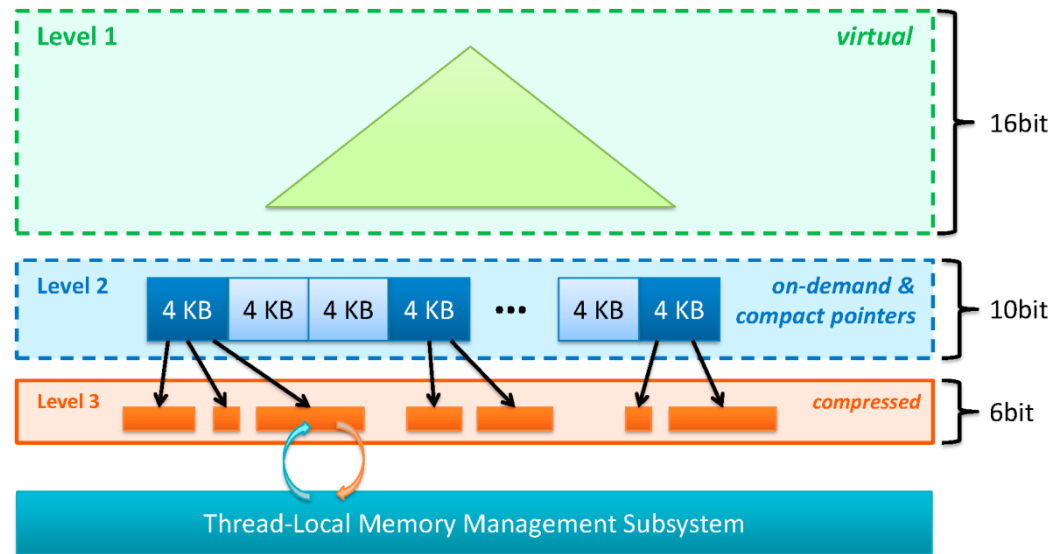 Level 1
virtual
16bit
Level 2
4 KB 4 KB 4 KB 4 KB ... 4 KB 4 KB
on-demand &
compact pointers
10bit
Level 3
compressed
6bit
Thread-Local Memory Management Subsystem